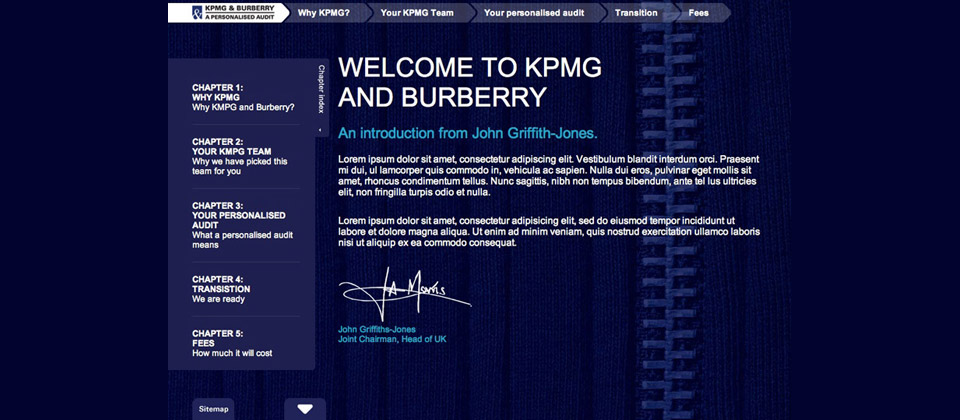 KPMG & BURBERRY
& A PERSONALISED AUDIT
Why KPMG?
Your KPMG Team
Your personalised audit
Transition
Fees
Chapter index
CHAPTER 1:
WHY KPMG
Why KMPG and Burberry?
CHAPTER 2:
YOUR KMPG TEAM
Why we have picked this
team for you
CHAPTER 3:
YOUR PERSONALISED
AUDIT
What a personalised audit
means
CHAPTER 4:
TRANSISTION
We are ready
CHAPTER 5:
FEES
How much it will cost
WELCOME TO KPMG
AND BURBERRY
An introduction from John Griffith-Jones.
Lorem ipsum dolor sit amet, consectetur adipiscing elit. Vestibulum blandit interdum orci. Praesent
mi dui, ul lamcorper quis commodo in, vehicula ac sapien. Nulla dui eros, pulvinar eget mollis sit
amet, rhoncus condimentum tellus. Nunc sagittis, nibh non tempus bibendum, ante tel lus ultricies
elit, non fringilla turpis odio et nulla.
Lorem ipsum dolor sit amet, consectetur adipisicing elit, sed do eiusmod tempor incididunt ut
labore et dolore magna aliqua. Ut enim ad minim veniam, quis nostrud exercitation ullamco laboris
nisi ut aliquip ex ea commodo consequat.
John Griffiths-Jones
Joint Chairman, Head of UK
Sitemap